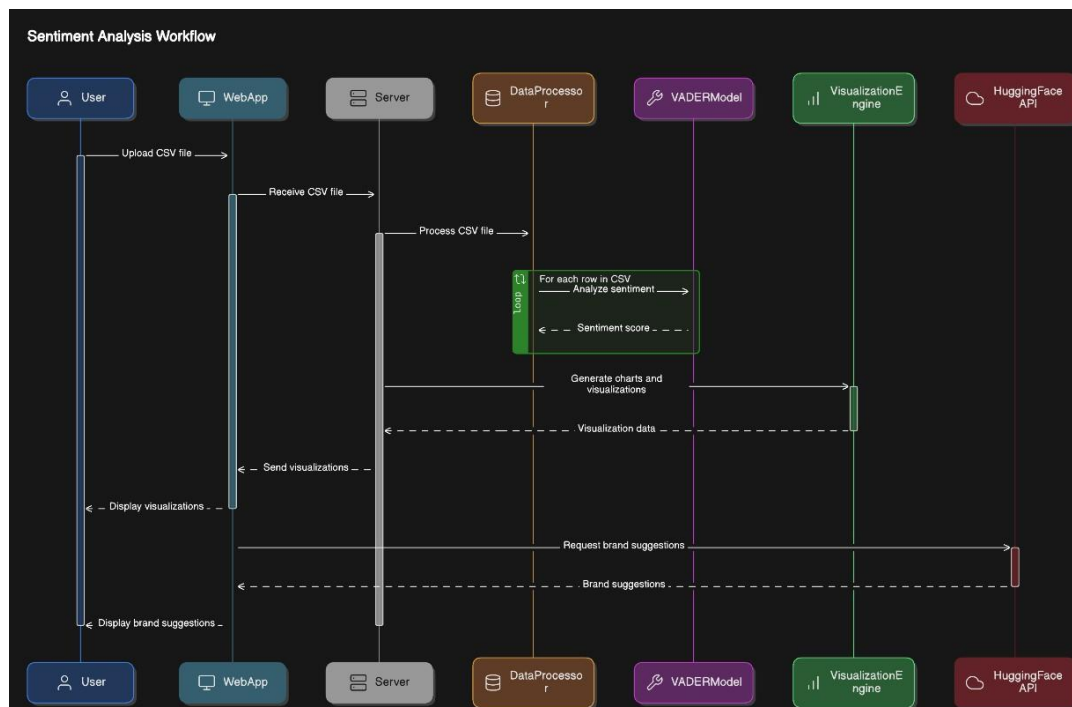 Sentiment Analysis Workflow
User
WebApp
Server
DataProcesso
r
VADERModel
VisualizationE
ngine
HuggingFace
API
Upload CSV file
Receive CSV file
Process CSV file
loop
For each row in CSV
Analyze sentiment
Sentiment score
Generate charts and
visualizations
Visualization data
Send visualizations
Display visualizations
Request brand suggestions
Brand suggestions
Display brand suggestions
User
WebApp
Server
DataProcesso
r
VADERModel
VisualizationE
ngine
HuggingFace
API